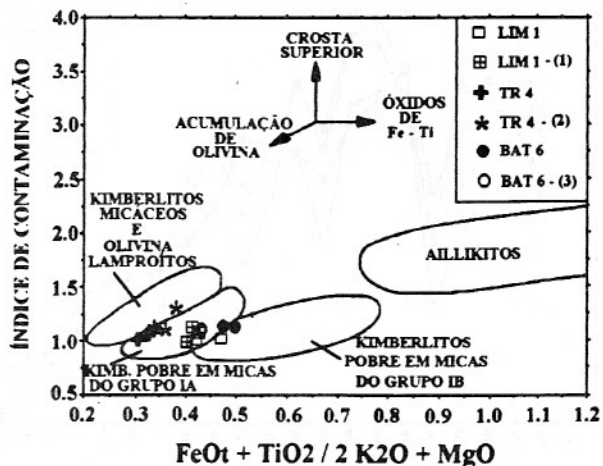 4.0
3.5
3.0
2.5
2.0
1.5
1.0
0.5
ÍNDICE DE CONTAMINAÇÃO
CROSTA
SUPERIOR
ÓXIDOS
DE
Fe - Ti
ACUMULAÇÃO
DE
OLIVINA
LIM 1
LIM 1 - (1)
TR 4
TR 4 - (2)
BAT 6
BAT 6 - (3)
KIMBERLITOS
MICÁCEOS
E
OLIVINA
LAMPROÍTOS
AILLIKITOS
KIMB. POBRE EM MICAS
DO GRUPO IA
KIMBERLITOS
POBRE EM MICAS
DO GRUPO IB
0.2 0.3 0.4 0.5 0.6 0.7 0.8 0.9 1.0 1.1 1.2
FeOt + TiO2 / 2 K2O + MgO